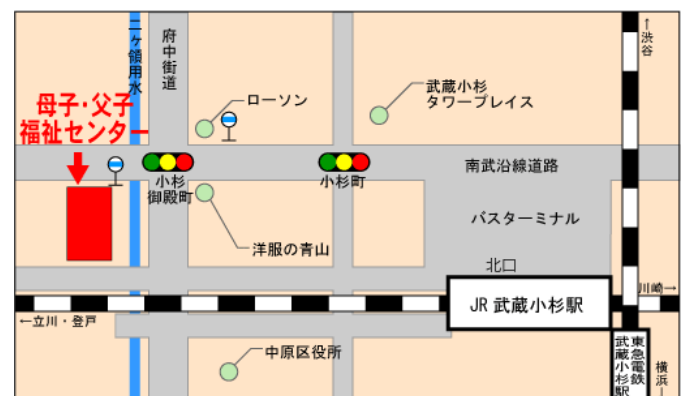 二ヶ領用水
府中街道
↑渋谷
母子・父子
福祉センター
ローソン
武蔵小杉
タワープレイス
小杉
御殿町
小杉町
南武沿線道路
バスターミナル
洋服の青山
北口
川崎→
JR 武蔵小杉駅
←立川・登戸
中原区役所
東急電鉄
武蔵小杉駅
横浜